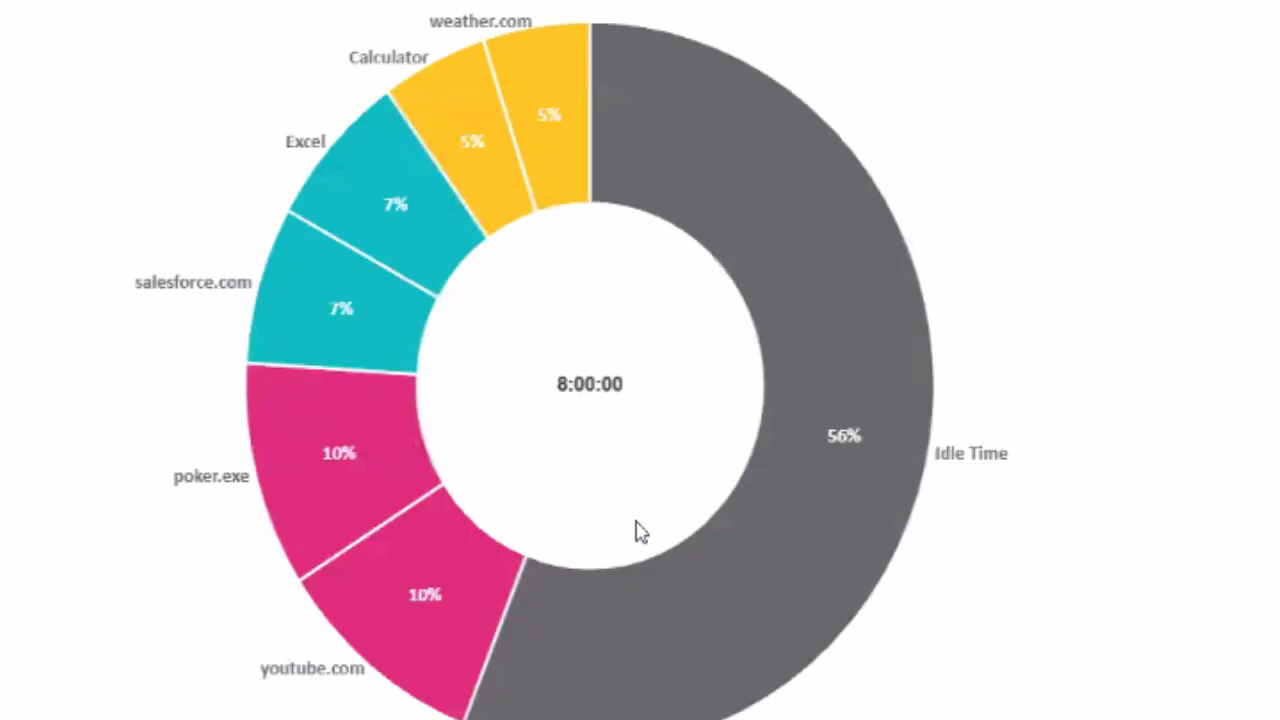 weather.com
Calculator
5%
5%
Excel
7%
salesforce.com
7%
8:00:00
56%
Idle Time
10%
poker.exe
10%
youtube.com